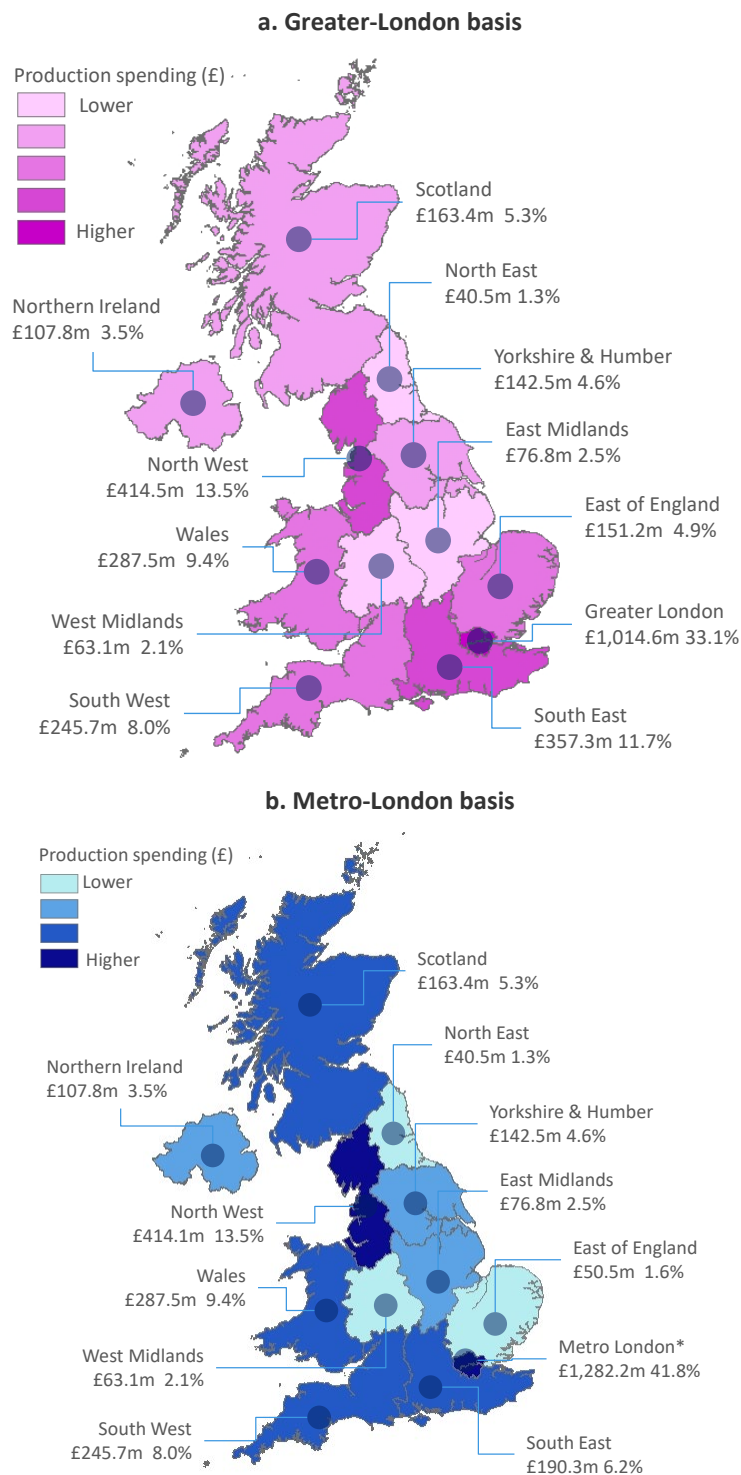 a. Greater-London basis
Production spending (£)
Lower
Higher
Scotland
£163.4m 5.3%
North East
£40.5m 1.3%
Northern Ireland
£107.8m 3.5%
Yorkshire & Humber
£142.5m 4.6%
East Midlands
£76.8m 2.5%
North West
£414.5m 13.5%
East of England
£151.2m 4.9%
Wales
£287.5m 9.4%
Greater London
£1,014.6m 33.1%
West Midlands
£63.1m 2.1%
South West
£245.7m 8.0%
South East
£357.3m 11.7%
b. Metro-London basis
Production spending (£)
Lower
Higher
Scotland
£163.4m 5.3%
North East
£40.5m 1.3%
Northern Ireland
£107.8m 3.5%
Yorkshire & Humber
£142.5m 4.6%
East Midlands
£76.8m 2.5%
North West
£414.1m 13.5%
East of England
£50.5m 1.6%
Wales
£287.5m 9.4%
Metro London*
£1,282.2m 41.8%
West Midlands
£63.1m 2.1%
South West
£245.7m 8.0%
South East
£190.3m 6.2%